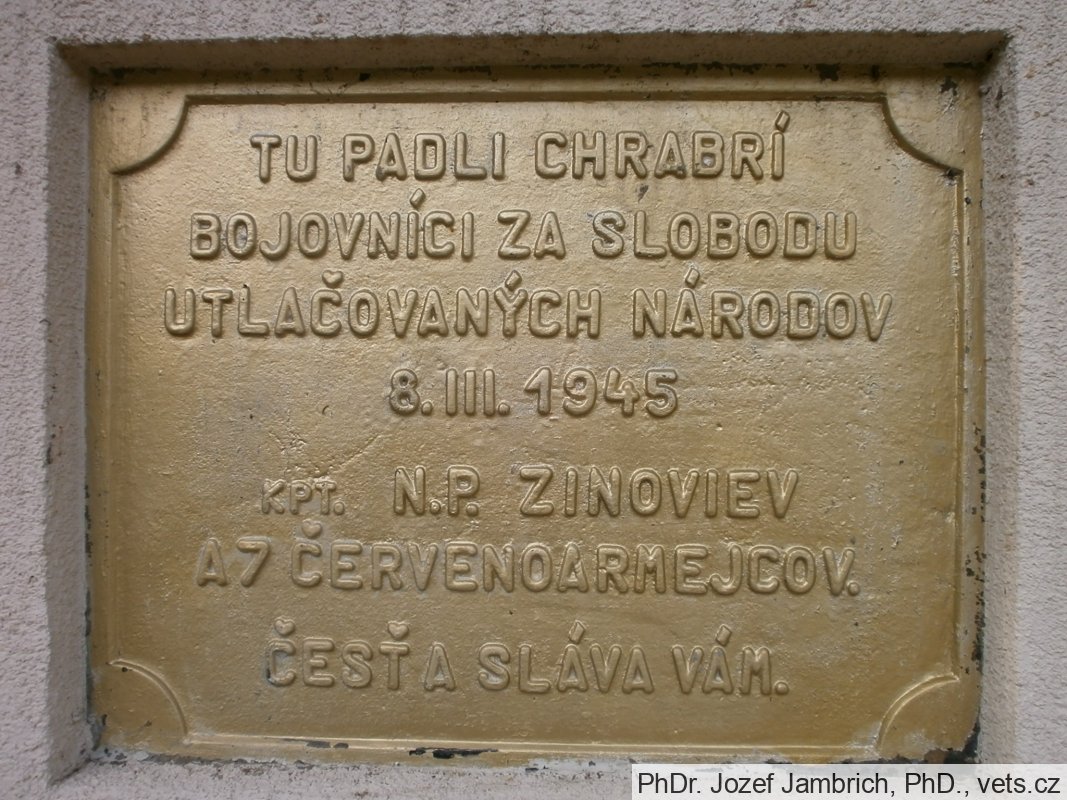 TU PADLI CHRABRÍ
BOJOVNÍCI ZA SLOBODU
UTLAČOVANÝCH NÁRODOV
8. III. 1945
KPT. N.P. ZINOVIEV
A 7 ČERVENOARMEJCOV.
ČESŤ A SLÁVA VÁM.
PhDr. Jozef Jambrich, PhD., vets.cz